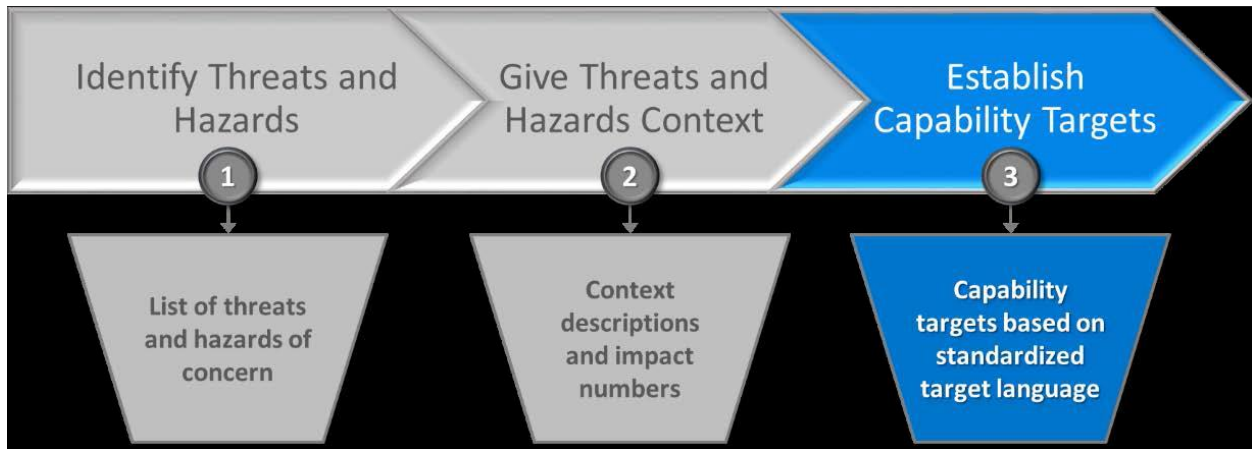 Identify Threats and
Hazards
1
List of threats
and hazards of
concern
Give Threats and
Hazards Context
2
Context
descriptions
and impact
numbers
Establish
Capability Targets
3
Capability
targets based on
standardized
target language